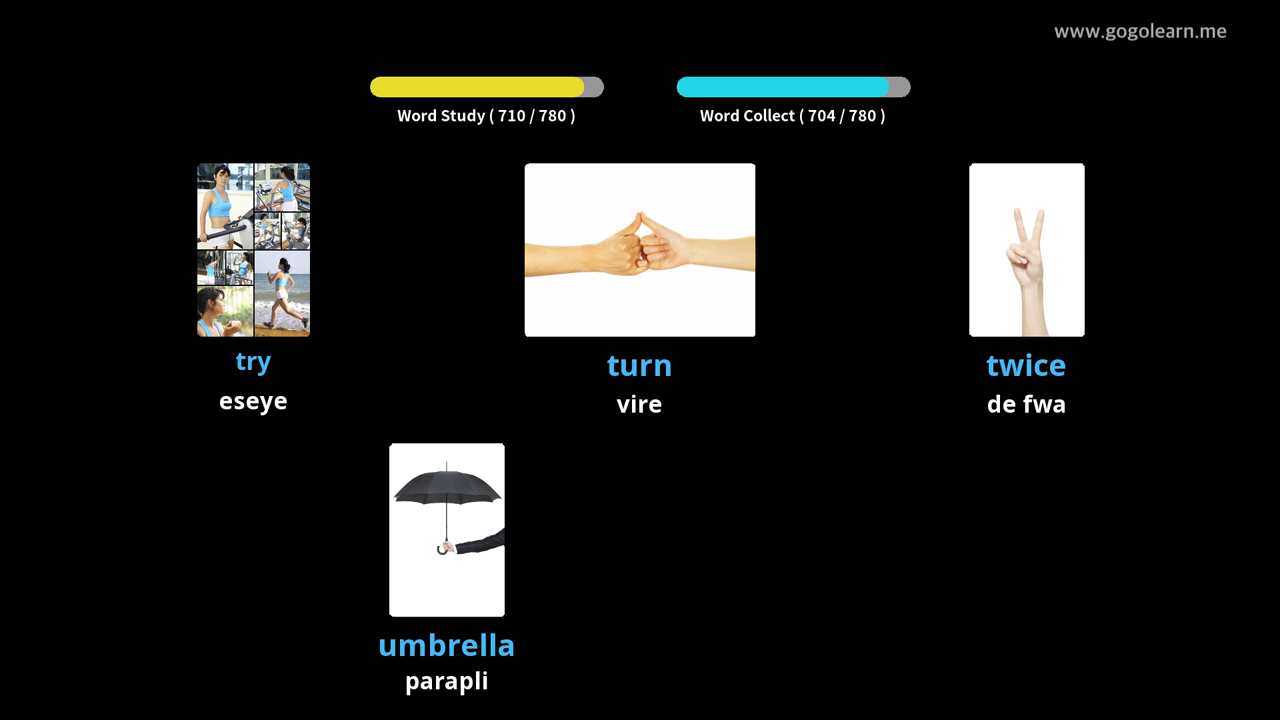 www.gogolearn.me
Word Study ( 710 / 780 )
Word Collect ( 704 / 780 )
try
turn
twice
eseye
vire
de fwa
umbrella
parapli